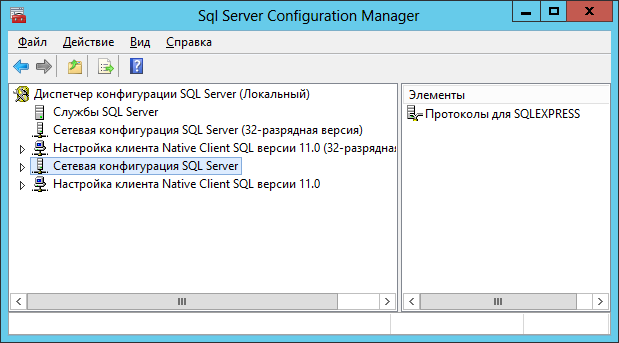 Sql Server Configuration Manager
Файл Действие Вид Справка
Диспетчер конфигурации SQL Server (Локальный)
Службы SQL Server
Сетевая конфигурация SQL Server (32-разрядная версия)
Настройка клиента Native Client SQL версии 11.0 (32-разрядна
Сетевая конфигурация SQL Server
Настройка клиента Native Client SQL версии 11.0
Элементы
Протоколы для SQLEXPRESS